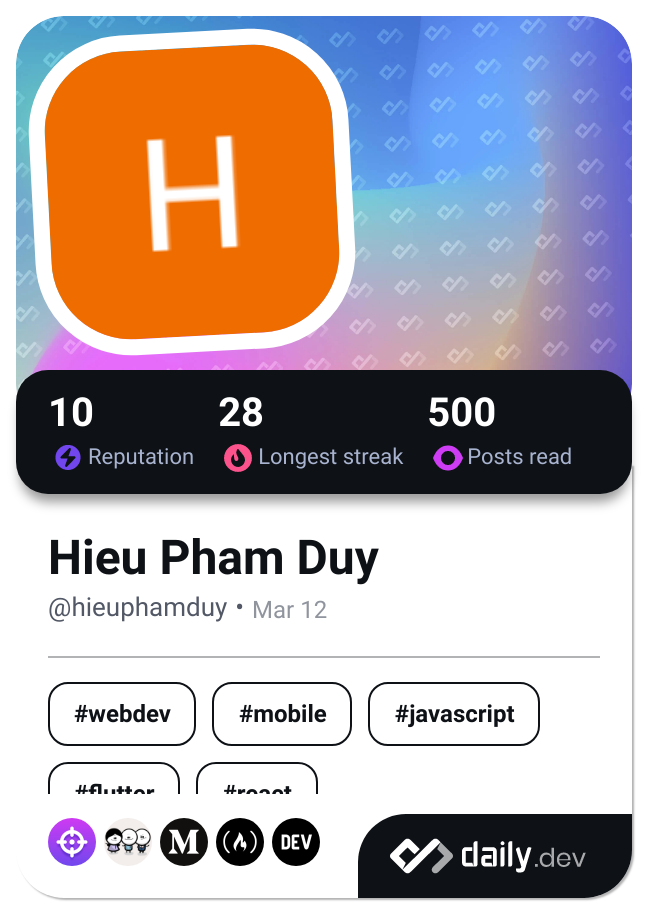 H
10 28 500
Reputation Longest streak Posts read
Hieu Pham Duy
@hieuphamduy • Mar 12
#webdev #mobile #javascript
#flutter #react
M DEV daily.dev